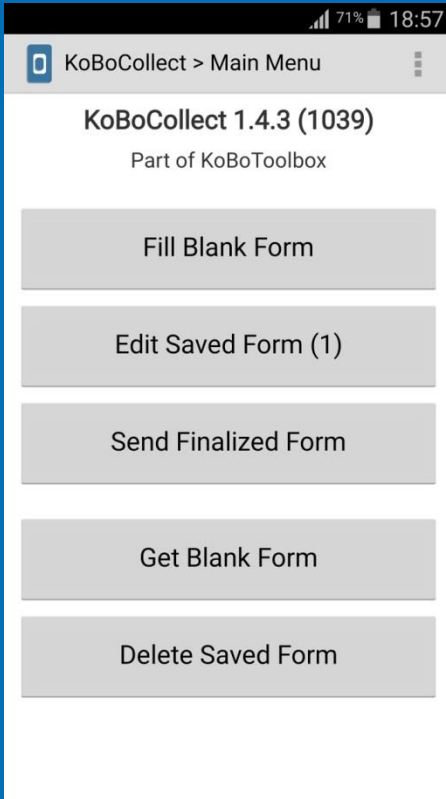 71% 18:57
KoBoCollect > Main Menu
KoBoCollect 1.4.3 (1039)
Part of KoBoToolbox
Fill Blank Form
Edit Saved Form (1)
Send Finalized Form
Get Blank Form
Delete Saved Form